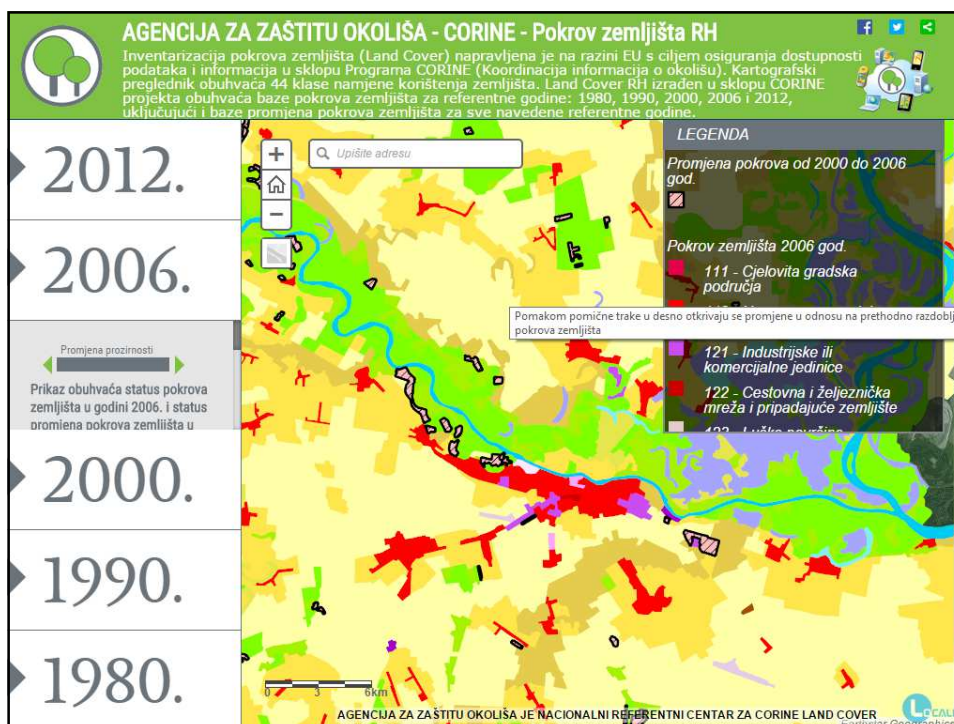 AGENCIJA ZA ZAŠTITU OKOLIŠA - CORINE - Pokrov zemljišta RH
Inventarizacija pokrova zemljišta (Land Cover) napravljena je na razini EU s ciljem osiguranja dostupnosti
podataka i informacija u sklopu Programa CORINE (Koordinacija informacija o okolišu). Kartografski
preglednik obuhvaća 44 klase namjene korištenja zemljišta. Land Cover RH izrađen u sklopu CORINE
projekta obuhvaća baze pokrova zemljišta za referentne godine: 1980, 1990, 2000, 2006 i 2012,
uključujući i baze promjena pokrova zemljišta za sve navedene referentne godine.
2012.
2006.
Promjena prozirnosti
Prikaz obuhvaća status pokrova
zemljišta u godini 2006. i status
promjena pokrova zemljišta u
2000.
1990.
1980.
Upišite adresu
LEGENDA
Promjena pokrova od 2000 do 2006
god.
Pokrov zemljišta 2006 god.
111 - Cjelovita gradska
područja
Pomakom pomične trake u desno otkrivaju se promjene u odnosu na prethodno razdoblj
pokrova zemljišta
121 - Industrijske ili
komercijalne jedinice
122 - Cestovna i željeznička
mreža i pripadajuće zemljište
0 3 6km
AGENCIJA ZA ZAŠTITU OKOLIŠA JE NACIONALNI REFERENTNI CENTAR ZA CORINE LAND COVER